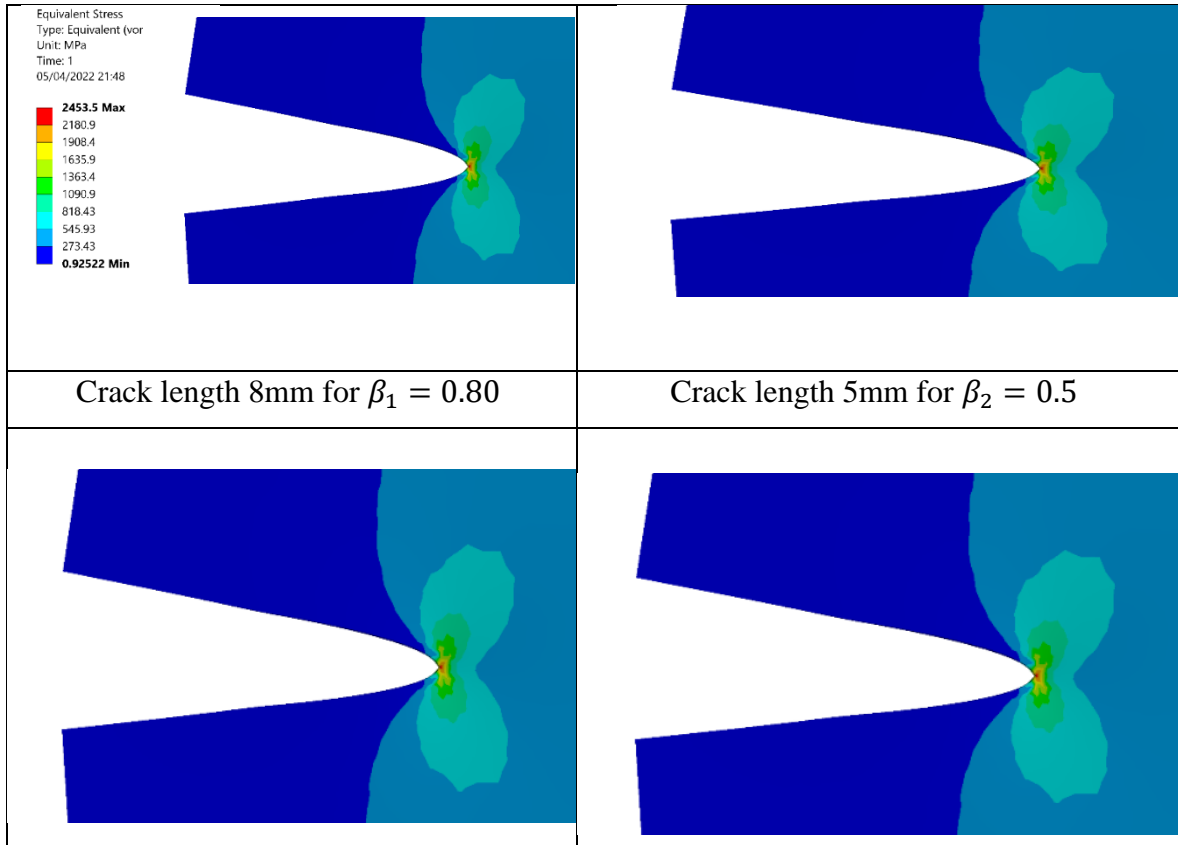 Equivalent Stress
Type: Equivalent (vor
Unit: MPa
Time: 1
05/04/2022 21:48
2453.5 Max
2180.9
1908.4
1635.9
1363.4
1090.9
818.43
545.93
273.43
0.92522 Min
Crack length 8mm for β₁ = 0.80
Crack length 5mm for β₂ = 0.5